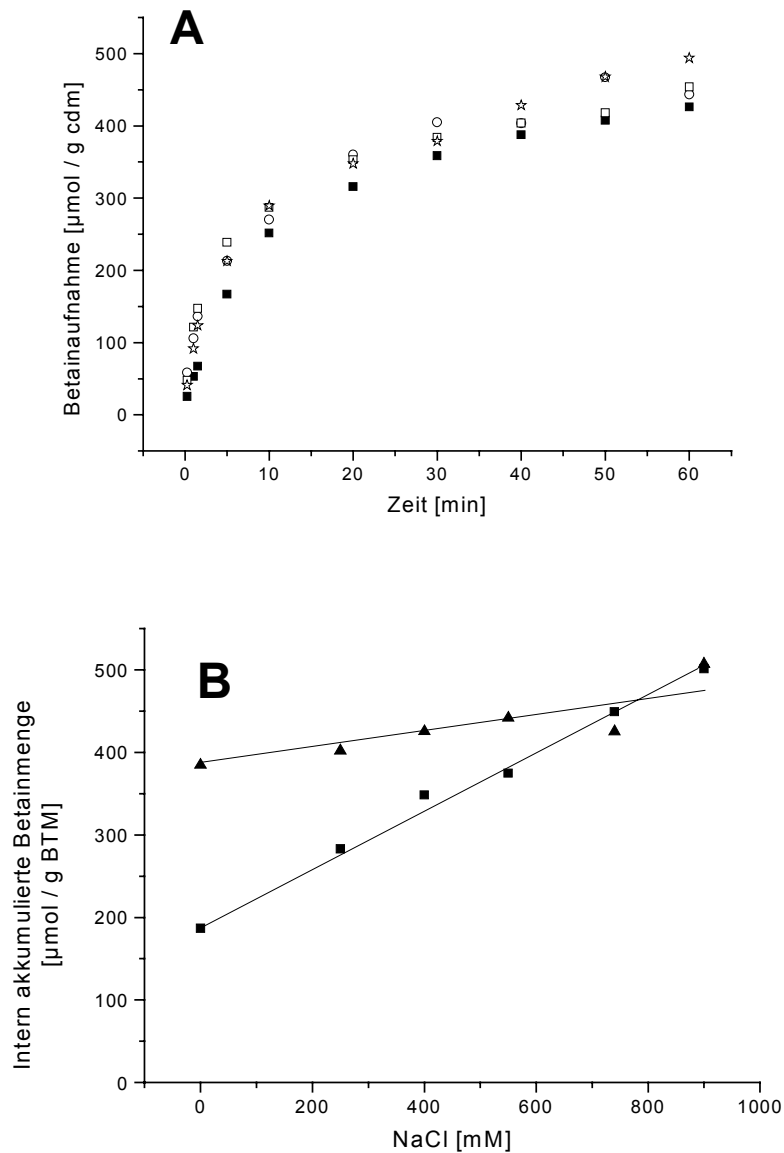 A
500
400
300
200
100
0
Betainaufnahme [µmol / g cdm]
0 10 20 30 40 50 60
Zeit [min]
B
500
400
300
200
100
0
Intern akkumulierte Betainmenge
[µmol / g BTM]
0 200 400 600 800 1000
NaCl [mM]